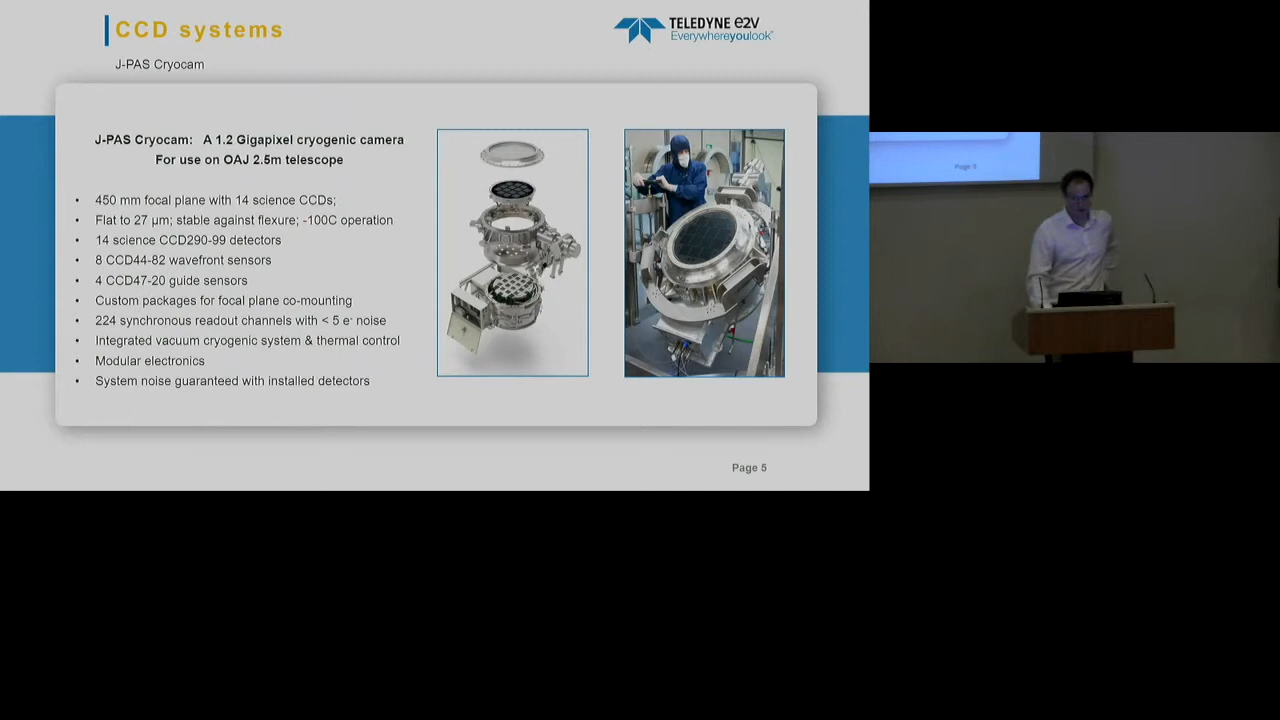 CCD systems
TELEDYNE e2v
Everywhereyoulook™
J-PAS Cryocam
J-PAS Cryocam: A 1.2 Gigapixel cryogenic camera
For use on OAJ 2.5m telescope
• 450 mm focal plane with 14 science CCDs;
• Flat to 27 µm; stable against flexure; -100C operation
• 14 science CCD290-99 detectors
• 8 CCD44-82 wavefront sensors
• 4 CCD47-20 guide sensors
• Custom packages for focal plane co-mounting
• 224 synchronous readout channels with < 5 e- noise
• Integrated vacuum cryogenic system & thermal control
• Modular electronics
• System noise guaranteed with installed detectors
Page 5
Page 5